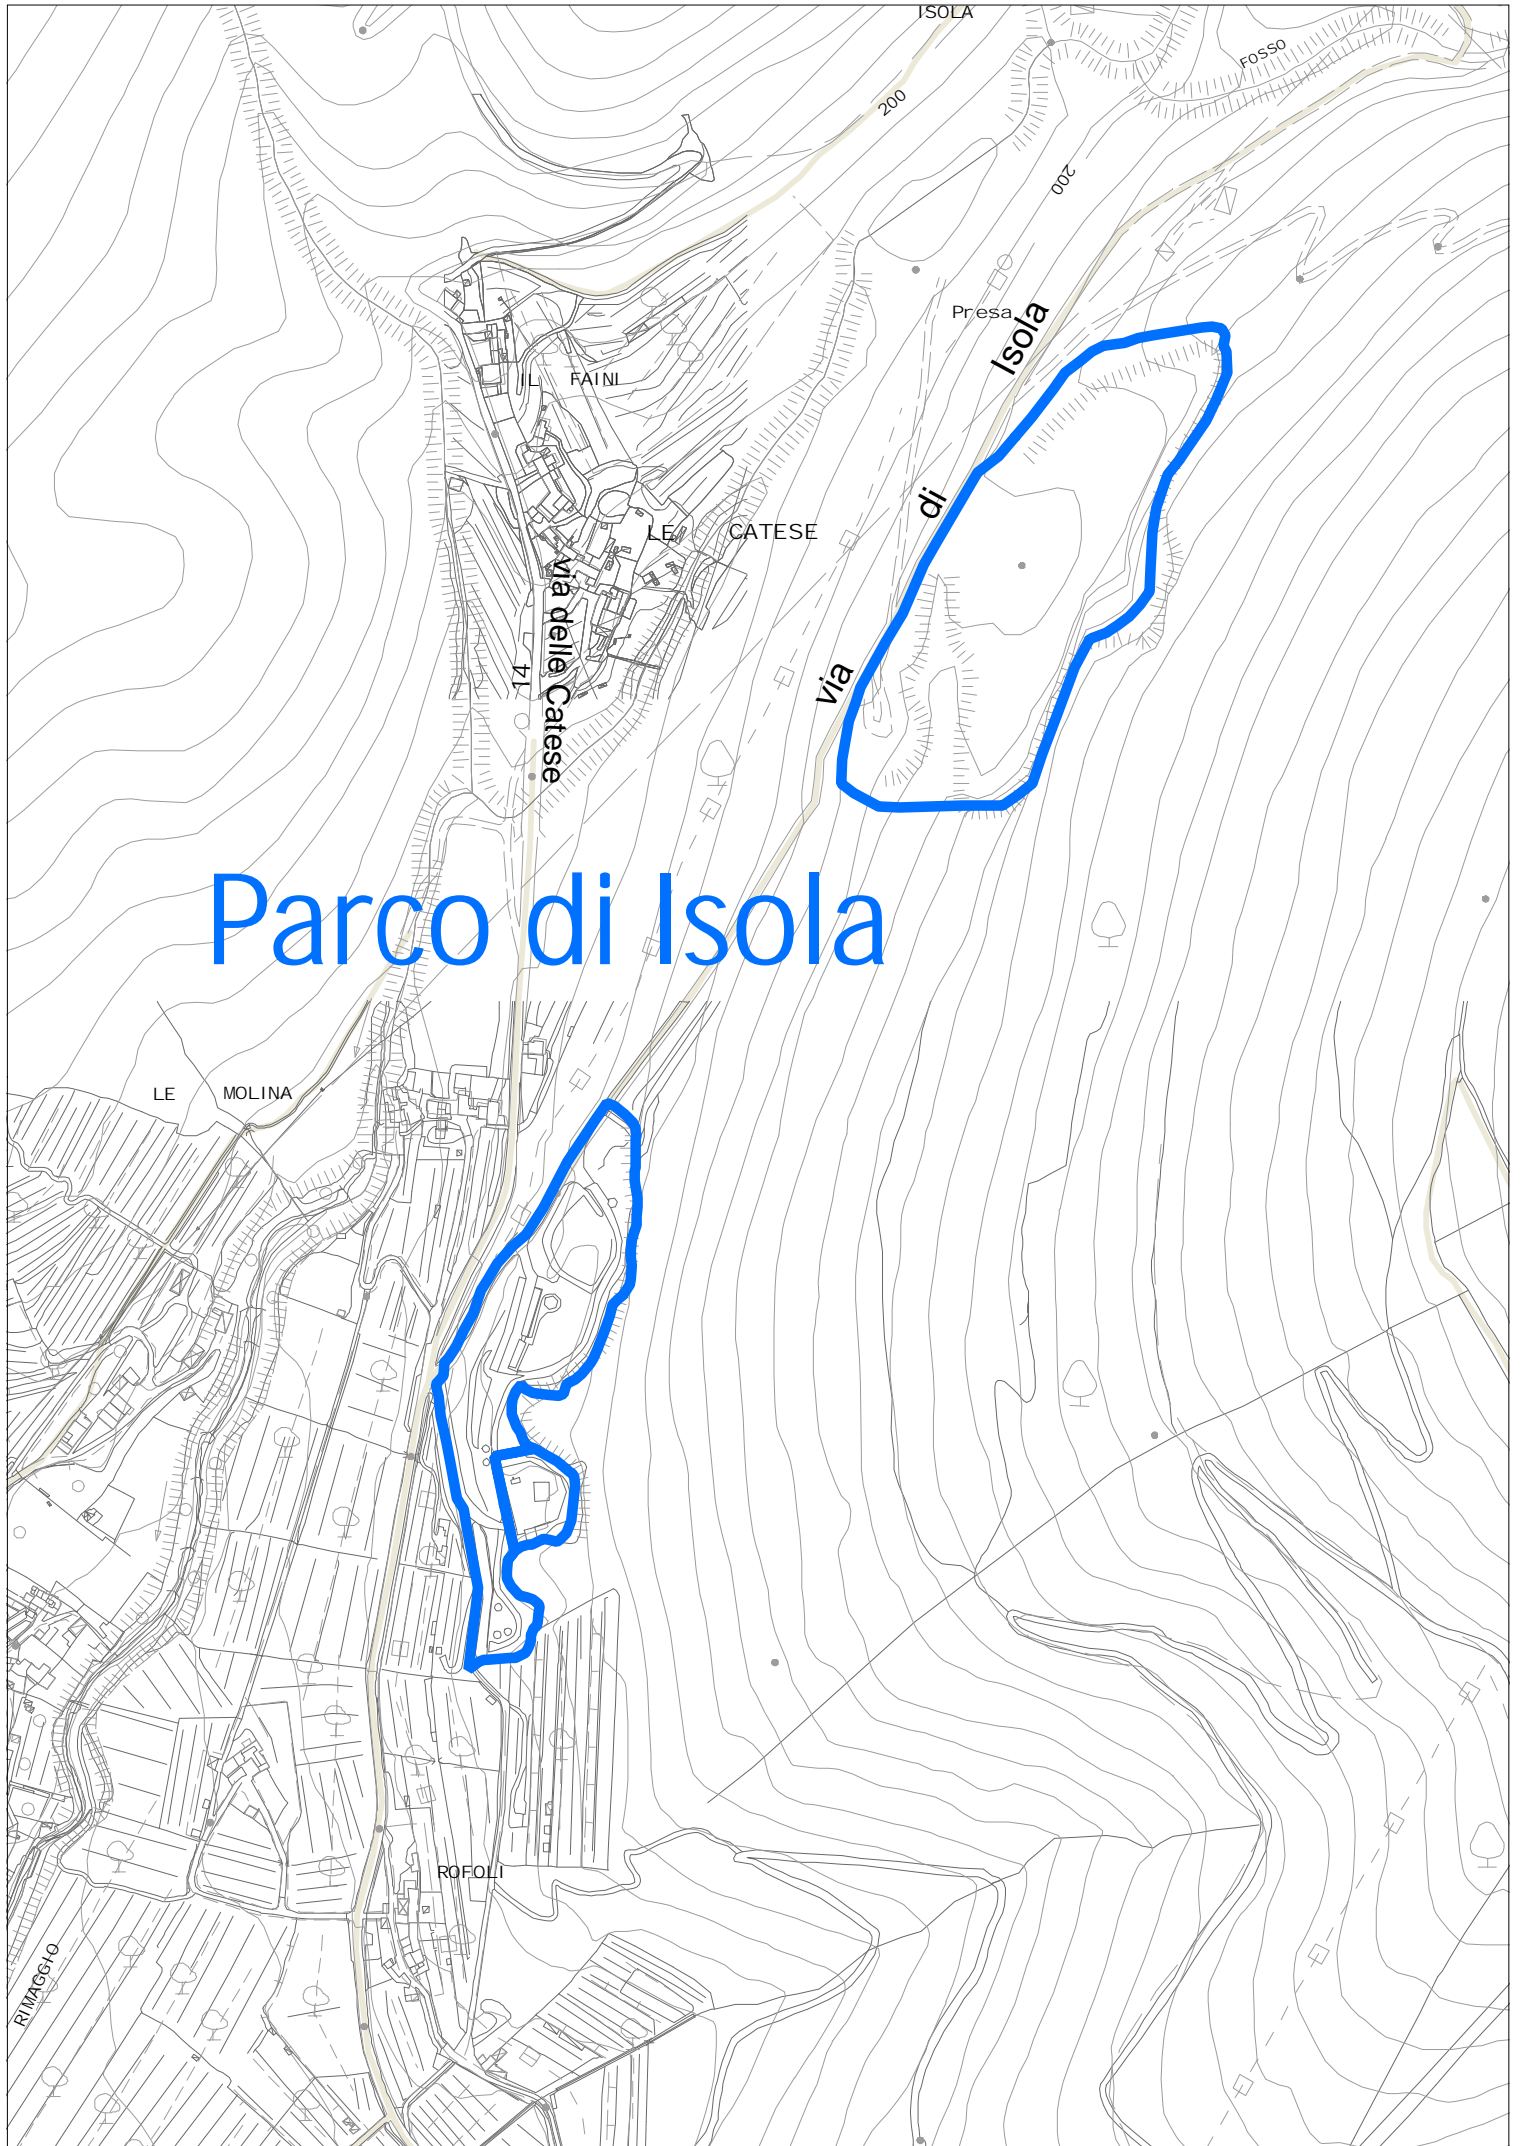 ISOLA
FOSSO
200
200
Presa
via di Isola
IL FAINI
LE CATESE
14
via delle Catese
Parco di Isola
LE MOLINA
ROFOLI
RIMAGGIO